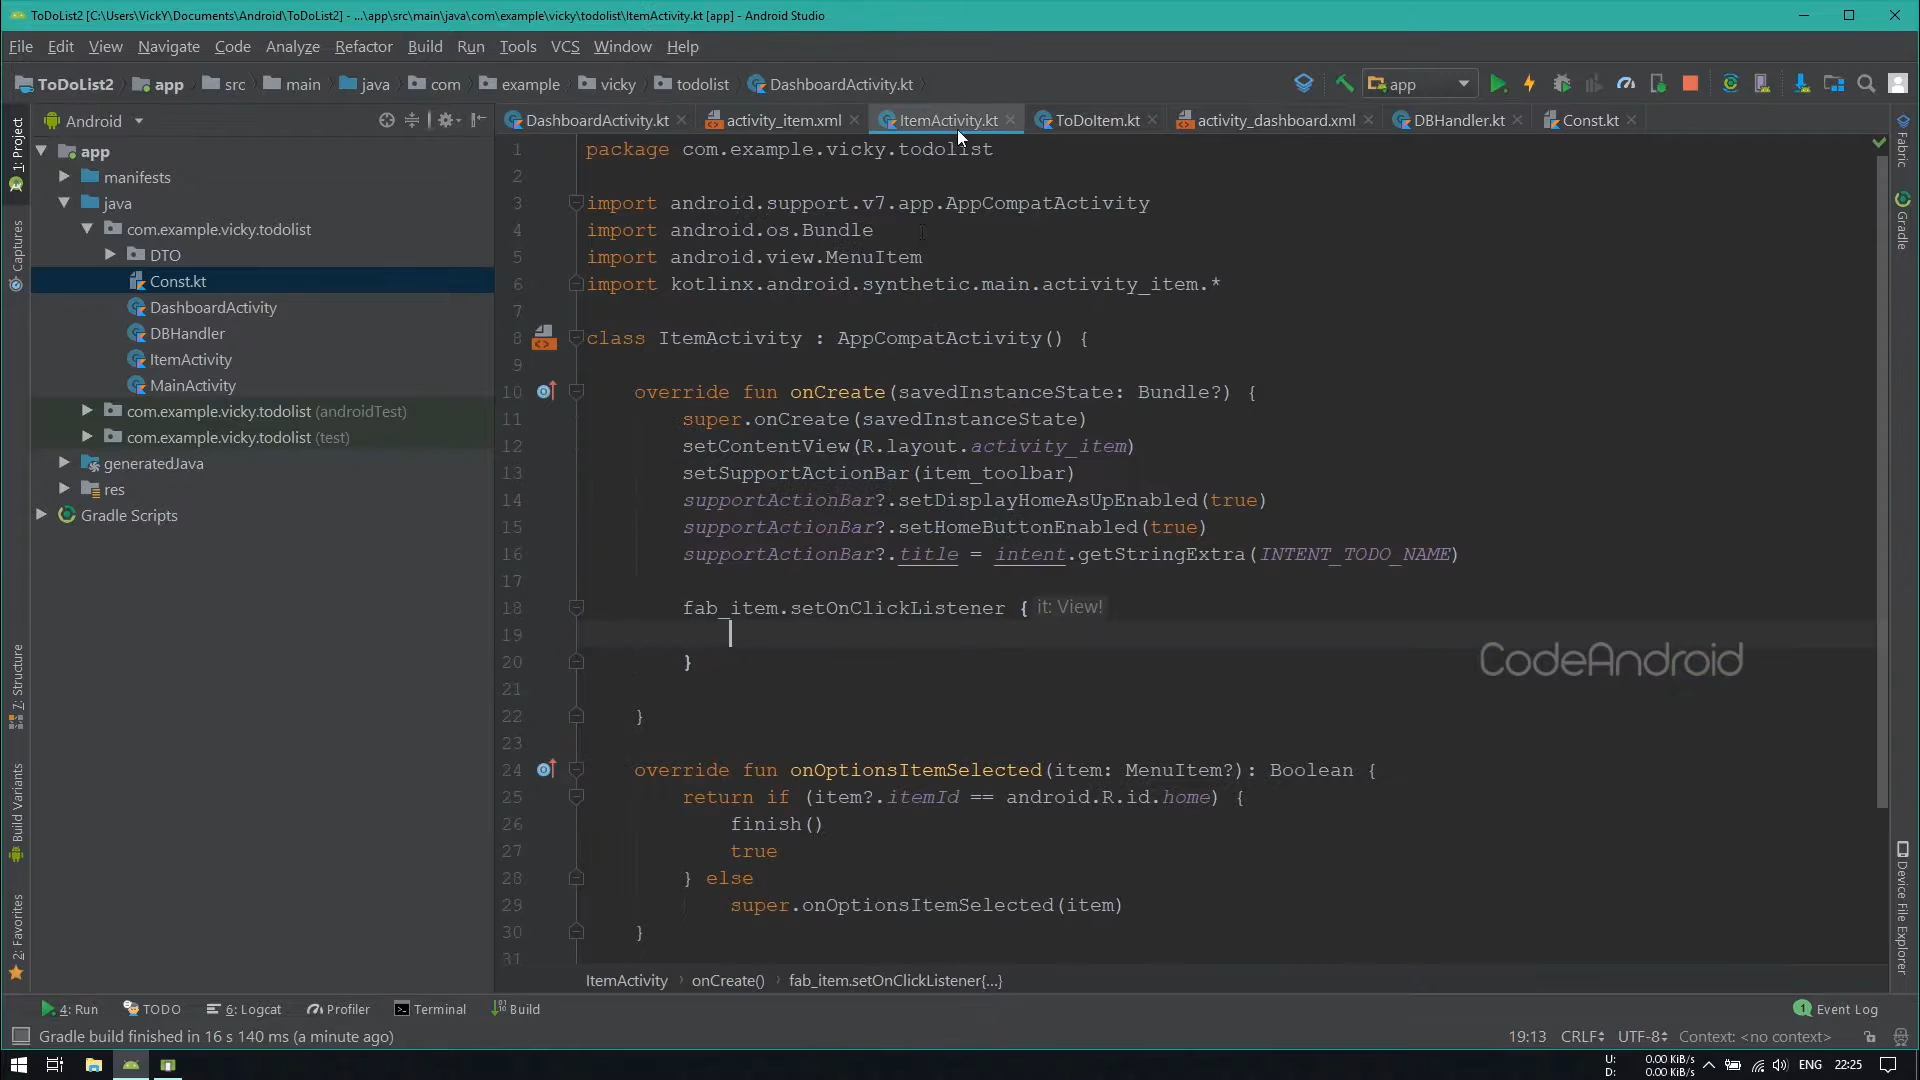 ToDoList2 [C:\Users\VickY\Documents\Android\ToDoList2] - ...\app\src\main\java\com\example\vicky\todolist\ItemActivity.kt [app] - Android Studio
File Edit View Navigate Code Analyze Refactor Build Run Tools VCS Window Help
ToDoList2 app src main java com example vicky todolist DashboardActivity.kt app
Android
DashboardActivity.kt activity_item.xml ItemActivity.kt ToDoItem.kt activity_dashboard.xml DBHandler.kt Const.kt
1: Project
Captures
7: Structure
Build Variants
2: Favorites
app
manifests
java
com.example.vicky.todolist
DTO
Const.kt
DashboardActivity
DBHandler
ItemActivity
MainActivity
com.example.vicky.todolist (androidTest)
com.example.vicky.todolist (test)
generatedJava
res
Gradle Scripts
1 package com.example.vicky.todolist
2
3 import android.support.v7.app.AppCompatActivity
4 import android.os.Bundle
5 import android.view.MenuItem
6 import kotlinx.android.synthetic.main.activity_item.*
7
8 class ItemActivity : AppCompatActivity() {
9
10 override fun onCreate(savedInstanceState: Bundle?) {
11 super.onCreate(savedInstanceState)
12 setContentView(R.layout.activity_item)
13 setSupportActionBar(item_toolbar)
14 supportActionBar?.setDisplayHomeAsUpEnabled(true)
15 supportActionBar?.setHomeButtonEnabled(true)
16 supportActionBar?.title = intent.getStringExtra(INTENT_TODO_NAME)
17
18 fab_item.setOnClickListener { it: View!
19
20 }
21
22 }
23
24 override fun onOptionsItemSelected(item: MenuItem?): Boolean {
25 return if (item?.itemId == android.R.id.home) {
26 finish()
27 true
28 } else
29 super.onOptionsItemSelected(item)
30 }
31
CodeAndroid
Fabric
Gradle
Device File Explorer
ItemActivity › onCreate() › fab_item.setOnClickListener{...}
4: Run TODO 6: Logcat Profiler Terminal Build 1 Event Log
Gradle build finished in 16 s 140 ms (a minute ago) 19:13 CRLF UTF-8 Context: <no context>
U: 0.00 KiB/s
D: 0.00 KiB/s
ENG 22:25